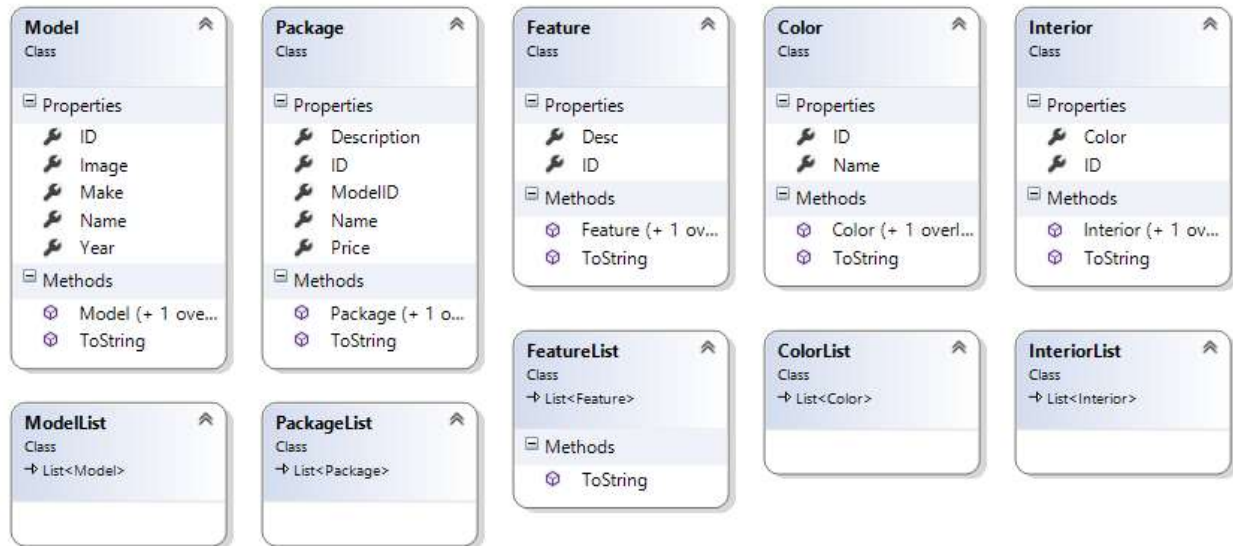 Model
Class
Properties
ID
Image
Make
Name
Year
Methods
Model (+ 1 ove...
ToString
Package
Class
Properties
Description
ID
ModelID
Name
Price
Methods
Package (+ 1 o...
ToString
Feature
Class
Properties
Desc
ID
Methods
Feature (+ 1 ov...
ToString
Color
Class
Properties
ID
Name
Methods
Color (+ 1 overl...
ToString
Interior
Class
Properties
Color
ID
Methods
Interior (+ 1 ov...
ToString
ModelList
Class
List<Model>
PackageList
Class
List<Package>
FeatureList
Class
List<Feature>
Methods
ToString
ColorList
Class
List<Color>
InteriorList
Class
List<Interior>